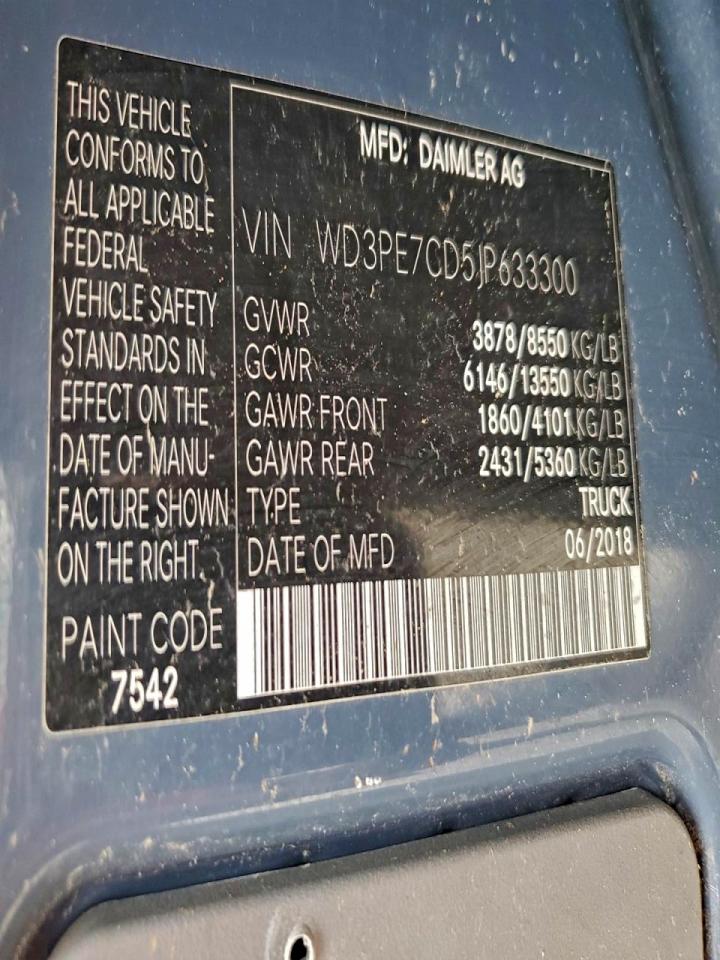 THIS VEHICLE
CONFORMS TO
ALL APPLICABLE
FEDERAL
VEHICLE SAFETY
STANDARDS IN
EFFECT ON THE
DATE OF MANU-
FACTURE SHOWN
ON THE RIGHT.
PAINT CODE
7542
MFD: DAIMLER AG
VIN WD3PE7CD5JP633300
GVWR 3878/8550 KG/LB
GCWR 6146/13550 KG/LB
GAWR FRONT 1860/4101 KG/LB
GAWR REAR 2431/5360 KG/LB
TYPE TRUCK
DATE OF MFD 06/2018